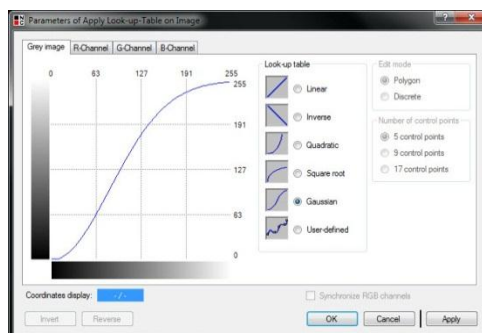 Parameters of Apply Look-up-Table on Image
Grey image R-Channel G-Channel B-Channel
0 63 127 191 255
255
191
127
63
0
Look-up table
Linear
Inverse
Quadratic
Square root
Gaussian
User-defined
Edit mode
Polygon
Discrete
Number of control points
5 control points
9 control points
17 control points
Coordinates display: - / -
Synchronize RGB channels
Invert Reverse OK Cancel Apply